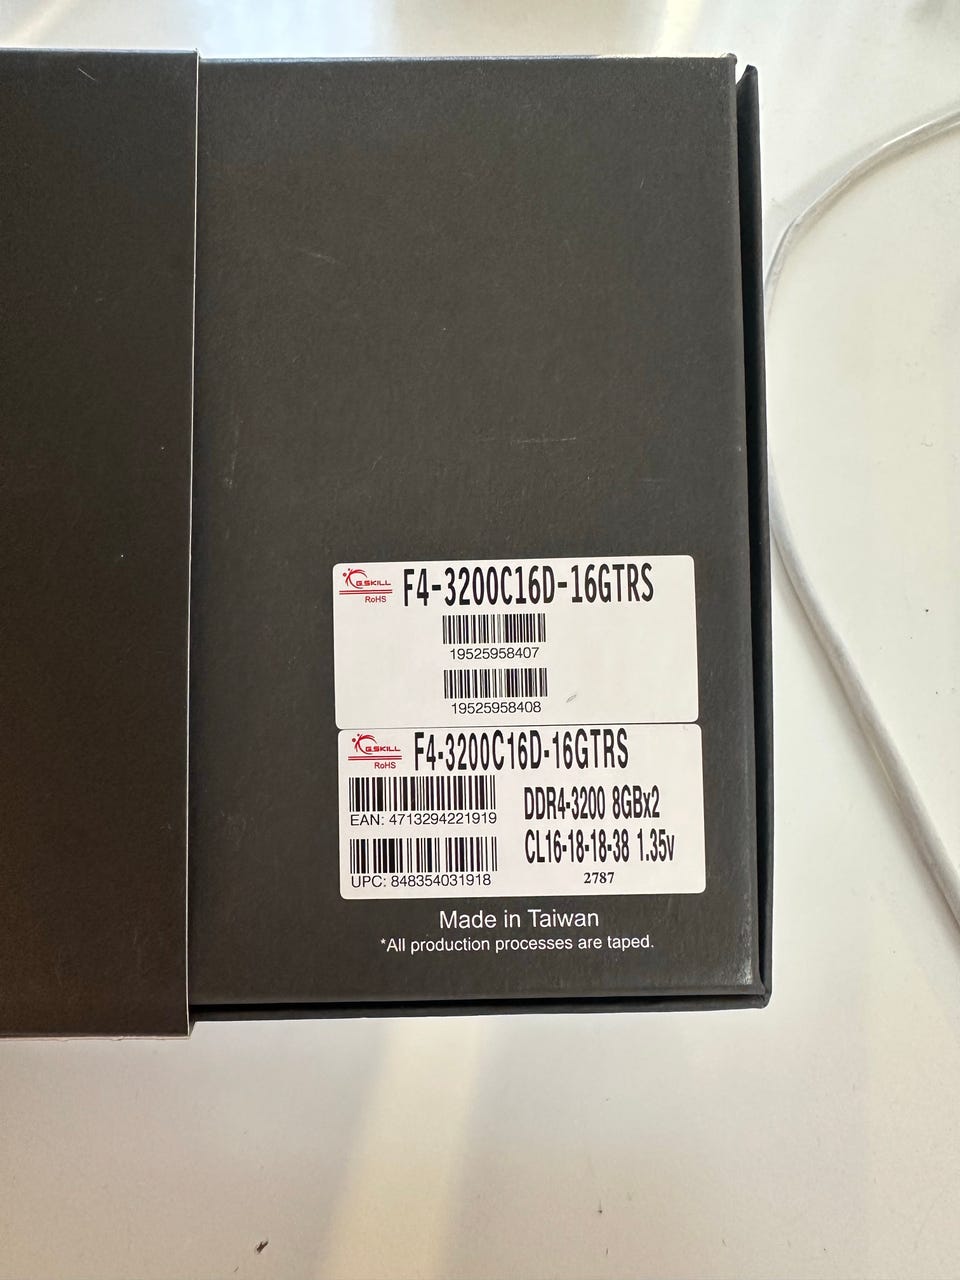 G.SKILL
RoHS
F4-3200C16D-16GTRS
19525958407
19525958408
G.SKILL
RoHS
F4-3200C16D-16GTRS
EAN: 4713294221919
DDR4-3200 8GBx2
CL16-18-18-38 1.35v
UPC: 848354031918
2787
Made in Taiwan
*All production processes are taped.